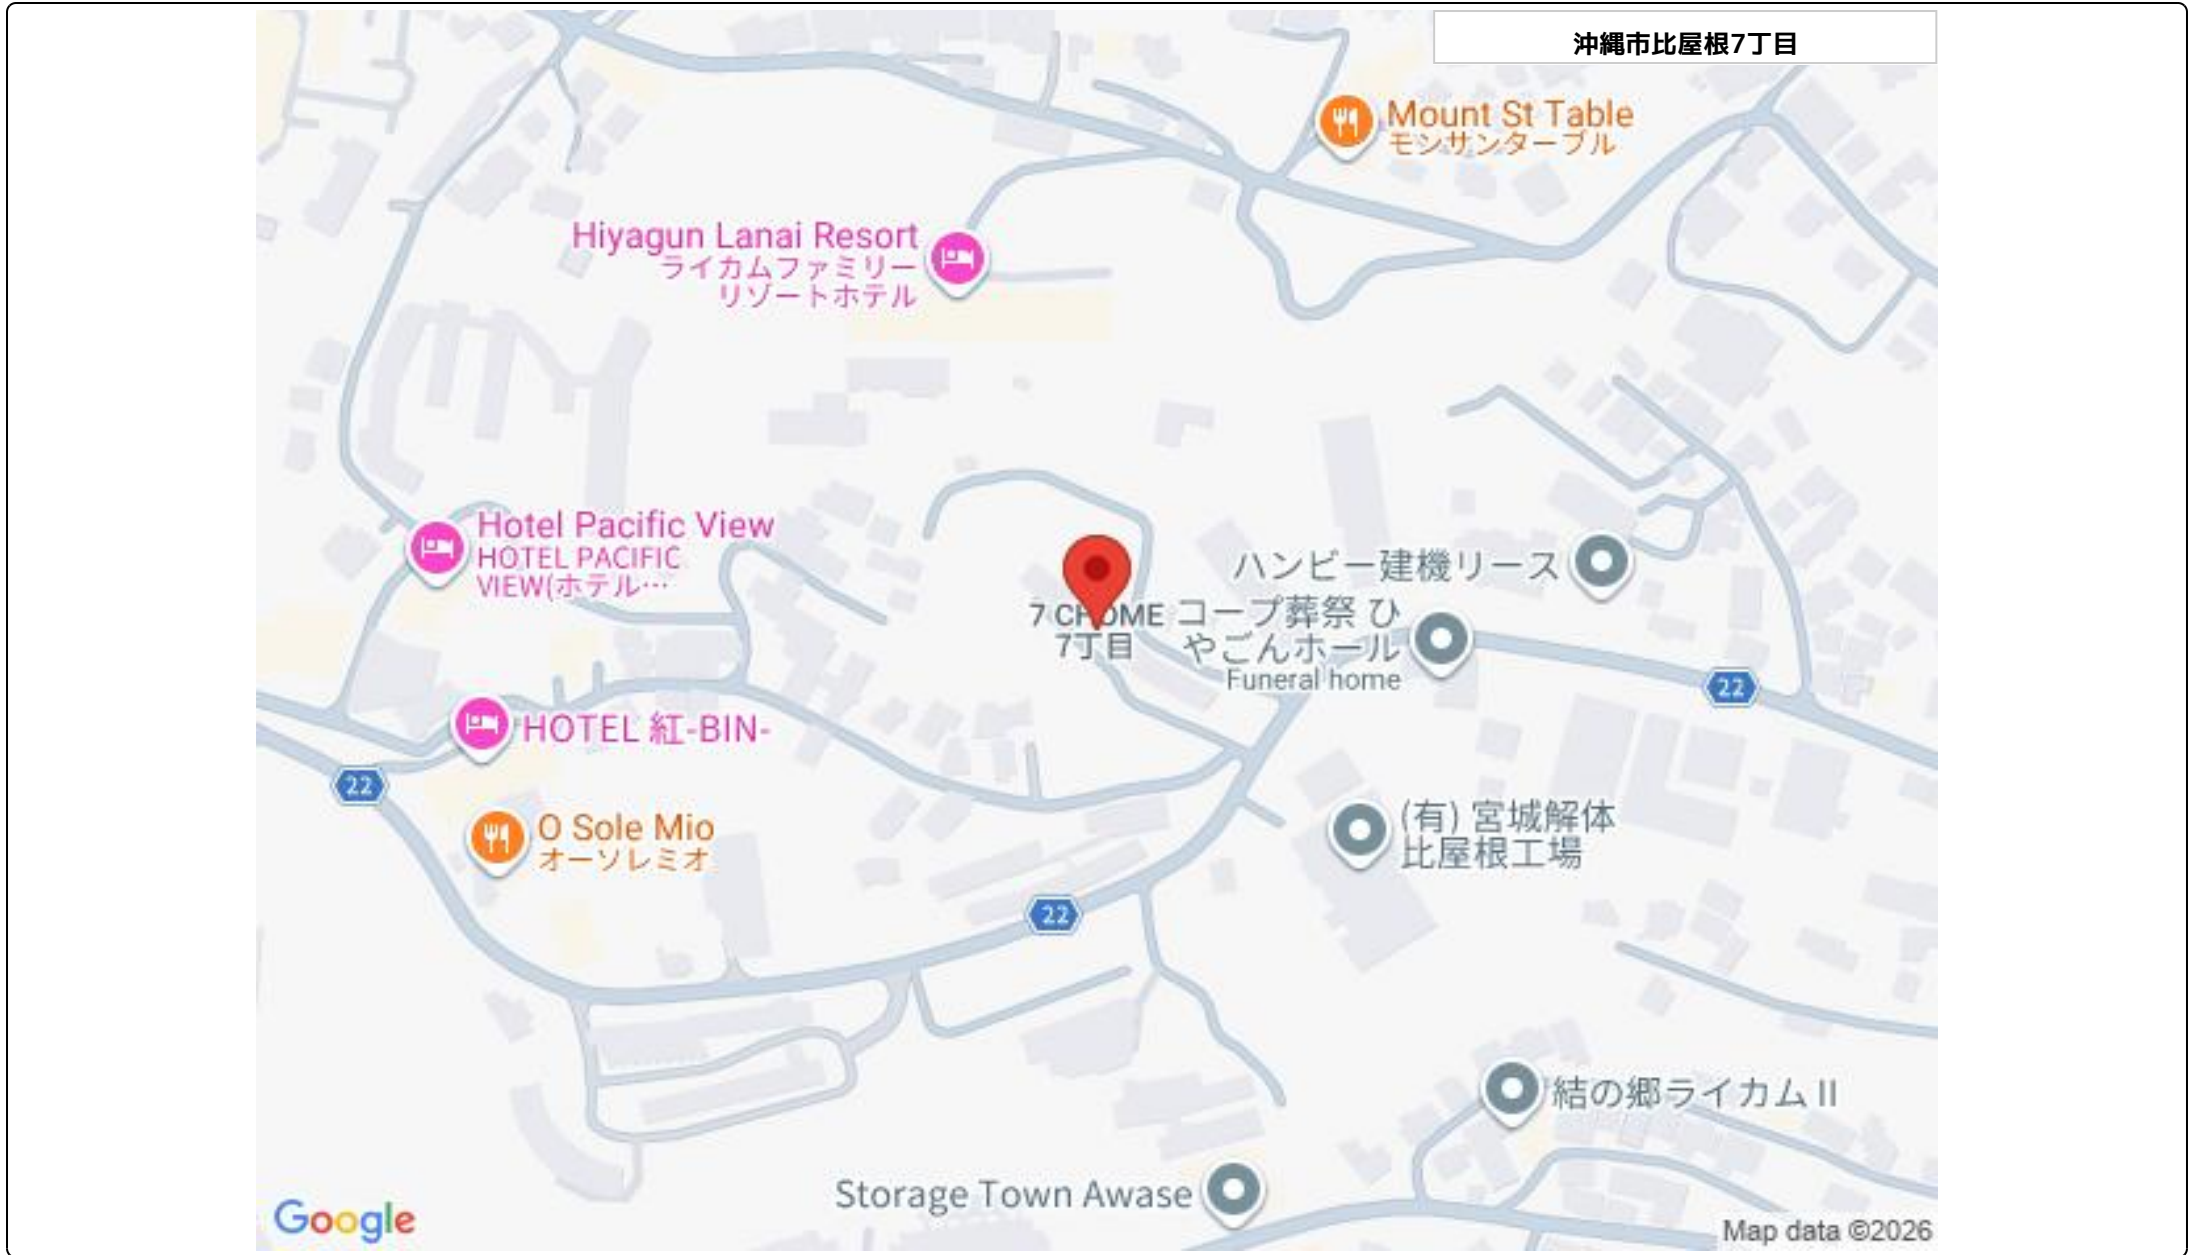 沖縄市比屋根7丁目
Mount St Table
モンサンターブル
Hiyagun Lanai Resort
ライカムファミリー
リゾートホテル
Hotel Pacific View
HOTEL PACIFIC
VIEW(ホテル…
ハンビー建機リース
7 CHOME
7丁目
コープ葬祭 ひ
やごんホール
Funeral home
22
HOTEL 紅-BIN-
22
O Sole Mio
オーソレミオ
(有) 宮城解体
比屋根工場
22
結の郷ライカム II
Storage Town Awase
Google
Map data ©2026